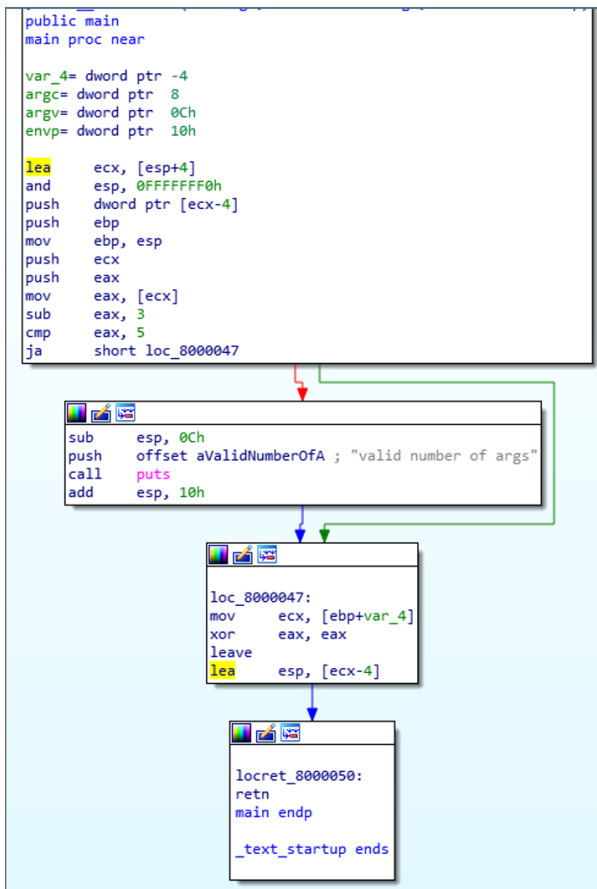 public main
main proc near
var_4= dword ptr -4
argc= dword ptr  8
argv= dword ptr  0Ch
envp= dword ptr  10h
lea     ecx, [esp+4]
and     esp, 0FFFFFFF0h
push    dword ptr [ecx-4]
push    ebp
mov     ebp, esp
push    ecx
push    eax
mov     eax, [ecx]
sub     eax, 3
cmp     eax, 5
ja      short loc_8000047
sub     esp, 0Ch
push    offset aValidNumberOfA ; "valid number of args"
call    puts
add     esp, 10h
loc_8000047:
mov     ecx, [ebp+var_4]
xor     eax, eax
leave
lea     esp, [ecx-4]
locret_8000050:
retn
main endp
_text_startup ends